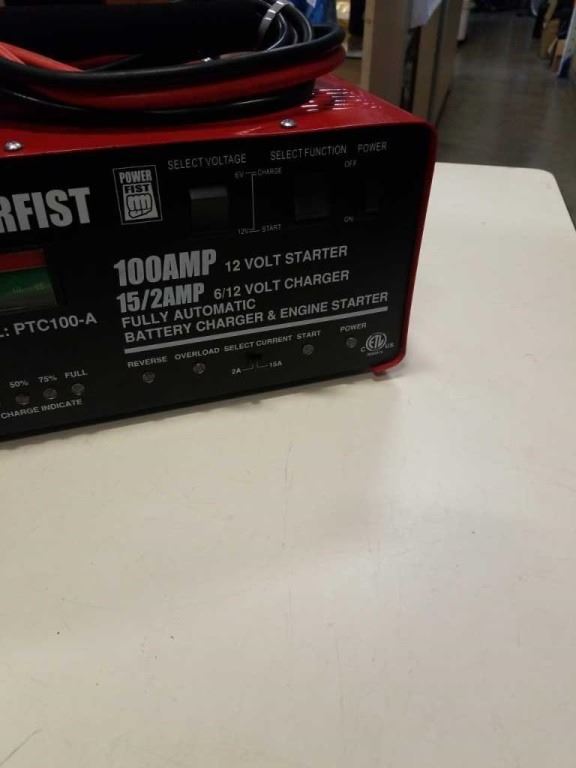 SELECT VOLTAGE SELECT FUNCTION POWER
6V CHARGE OFF
12V START ON
POWER
FIST
RFIST
100AMP 12 VOLT STARTER
15/2AMP 6/12 VOLT CHARGER
FULLY AUTOMATIC
BATTERY CHARGER & ENGINE STARTER
L: PTC100-A
REVERSE OVERLOAD SELECT CURRENT START POWER
2A 15A
C ETL US
50% 75% FULL
CHARGE INDICATE